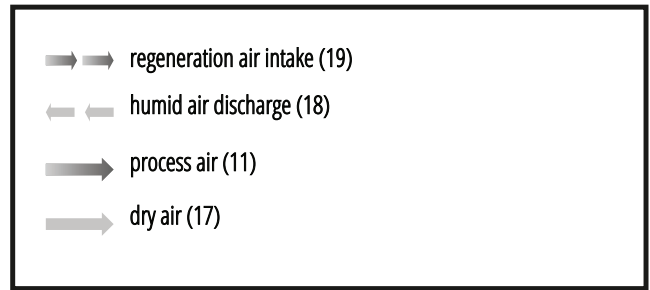 regeneration air intake (19)
humid air discharge (18)
process air (11)
dry air (17)